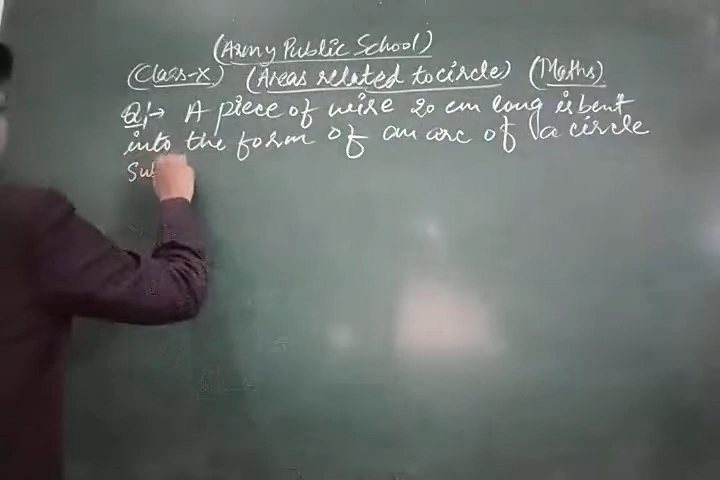 (Army Public School)
(Class-X) (Areas related to circle) (Maths)
Q:→ A piece of wire 20 cm long is bent
into the form of an arc of a circle
Su